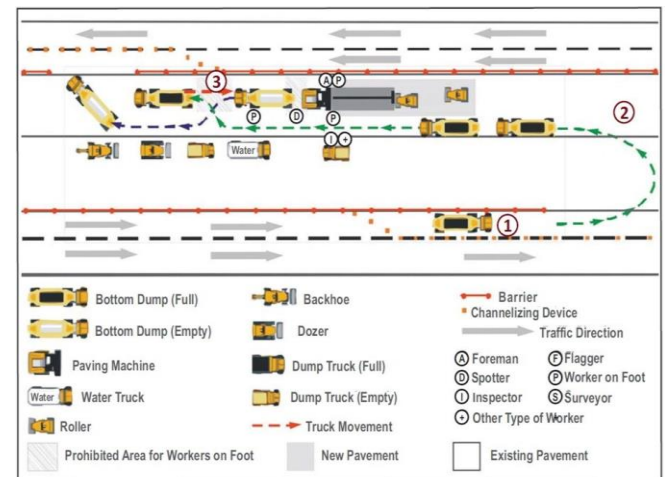 3
2
A P
P D P
I +
Water
1
Bottom Dump (Full)
Backhoe
Barrier
Channelizing Device
Bottom Dump (Empty)
Dozer
Traffic Direction
Paving Machine
Dump Truck (Full)
A Foreman F Flagger
D Spotter P Worker on Foot
Water Water Truck
Dump Truck (Empty)
I Inspector S Surveyor
+ Other Type of Worker
Roller
Truck Movement
Prohibited Area for Workers on Foot
New Pavement
Existing Pavement